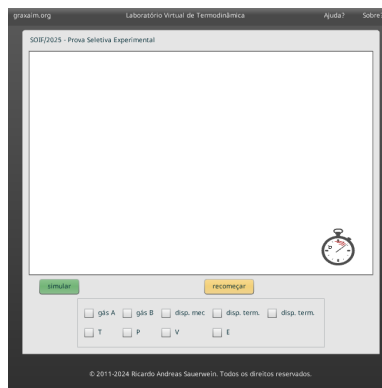 graxaim.org Laboratório Virtual de Termodinâmica Ajuda? Sobre
SOIF/2025 - Prova Seletiva Experimental
simular recomeçar
gás A gás B disp. mec disp. term. disp. term.
T P V E
© 2011-2024 Ricardo Andreas Sauerwein. Todos os direitos reservados.